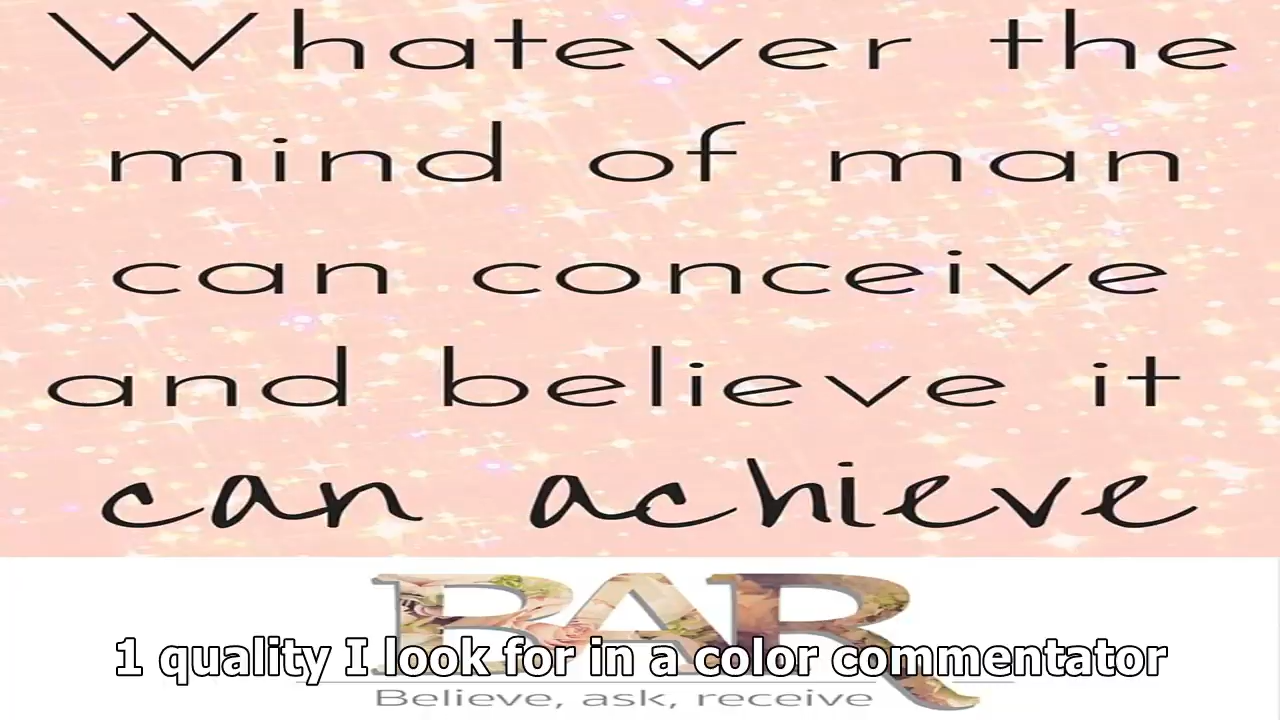 Whatever the
mind of man
can conceive
and believe it
can achieve
BAR
1 quality I look for in a color commentator
Believe, ask, receive